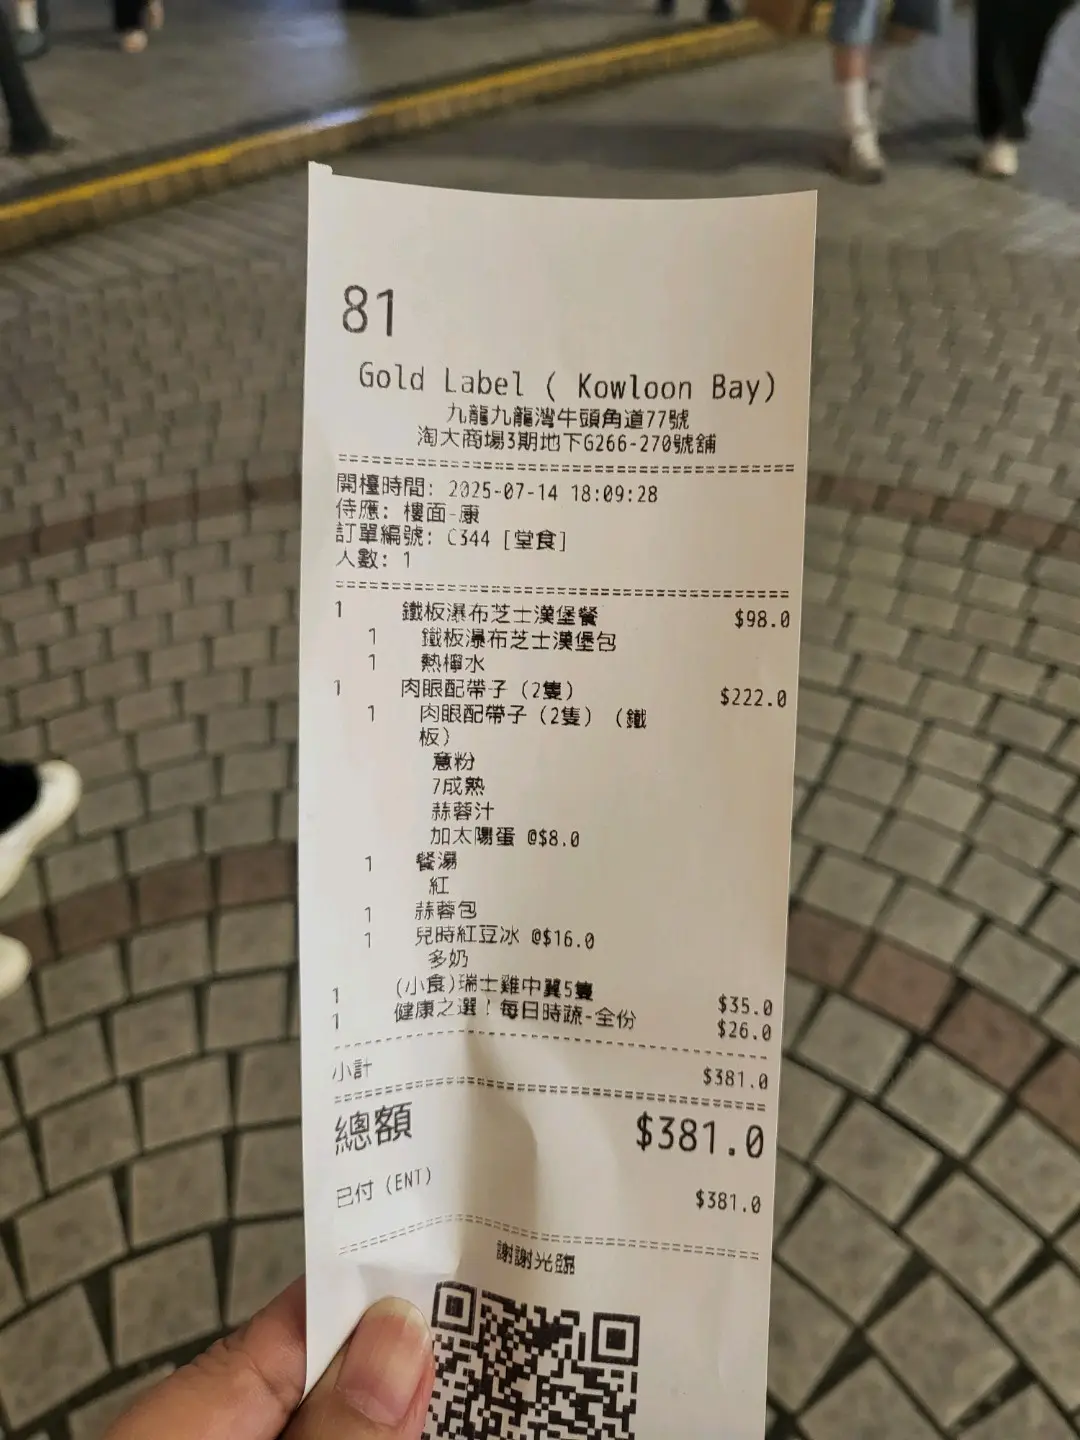 81
Gold Label ( Kowloon Bay)
九龍九龍灣牛頭角道77號
淘大商場3期地下G266-270號舖
開檯時間: 2025-07-14 18:09:28
侍應: 樓面-康
訂單編號: C344 [堂食]
人數: 1
1 鐵板瀑布芝士漢堡餐 $98.0
1 鐵板瀑布芝士漢堡包
1 熱檸水
1 肉眼配帶子 (2隻) $222.0
1 肉眼配帶子 (2隻) (鐵
板)
意粉
7成熟
蒜蓉汁
加太陽蛋 @$8.0
1 餐湯
紅
1 蒜蓉包
1 兒時紅豆冰 @$16.0
多奶
1 (小食)瑞士雞中翼5隻 $35.0
1 健康之選!每日時蔬-全份 $26.0
小計 $381.0
總額 $381.0
已付 (ENT) $381.0
謝謝光臨